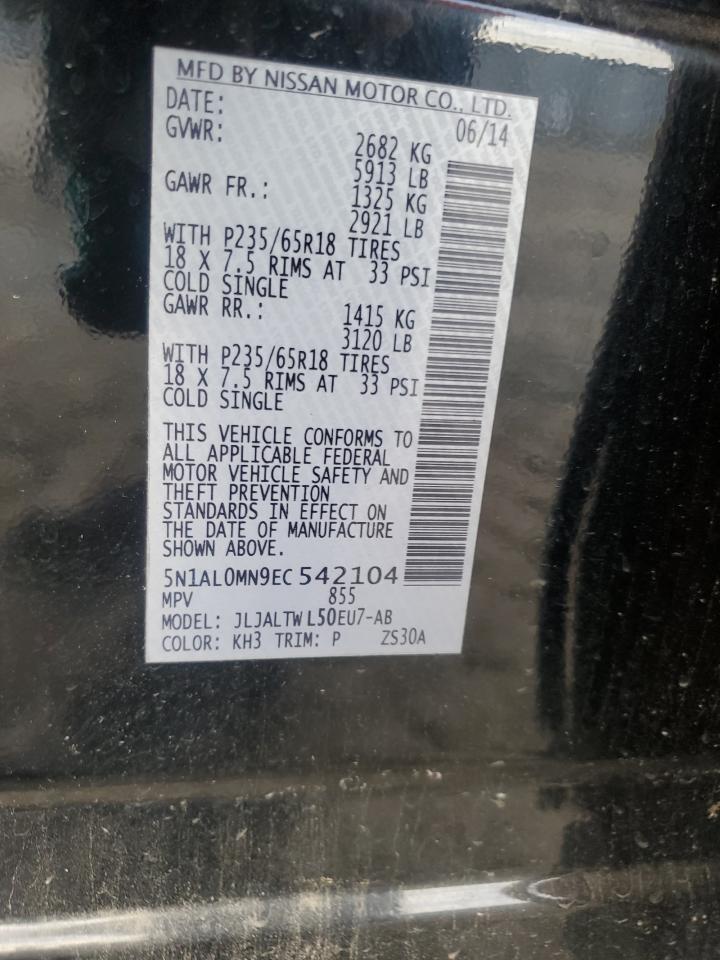 MFD BY NISSAN MOTOR CO., LTD.
DATE: 06/14
GVWR: 2682 KG
5913 LB
GAWR FR.: 1325 KG
2921 LB
WITH P235/65R18 TIRES
18 X 7.5 RIMS AT 33 PSI
COLD SINGLE
GAWR RR.: 1415 KG
3120 LB
WITH P235/65R18 TIRES
18 X 7.5 RIMS AT 33 PSI
COLD SINGLE
THIS VEHICLE CONFORMS TO
ALL APPLICABLE FEDERAL
MOTOR VEHICLE SAFETY AND
THEFT PREVENTION
STANDARDS IN EFFECT ON
THE DATE OF MANUFACTURE
SHOWN ABOVE.
5N1AL0MN9EC 542104
MPV 855
MODEL: JLJALTWL50EU7-AB
COLOR: KH3 TRIM: P ZS30A